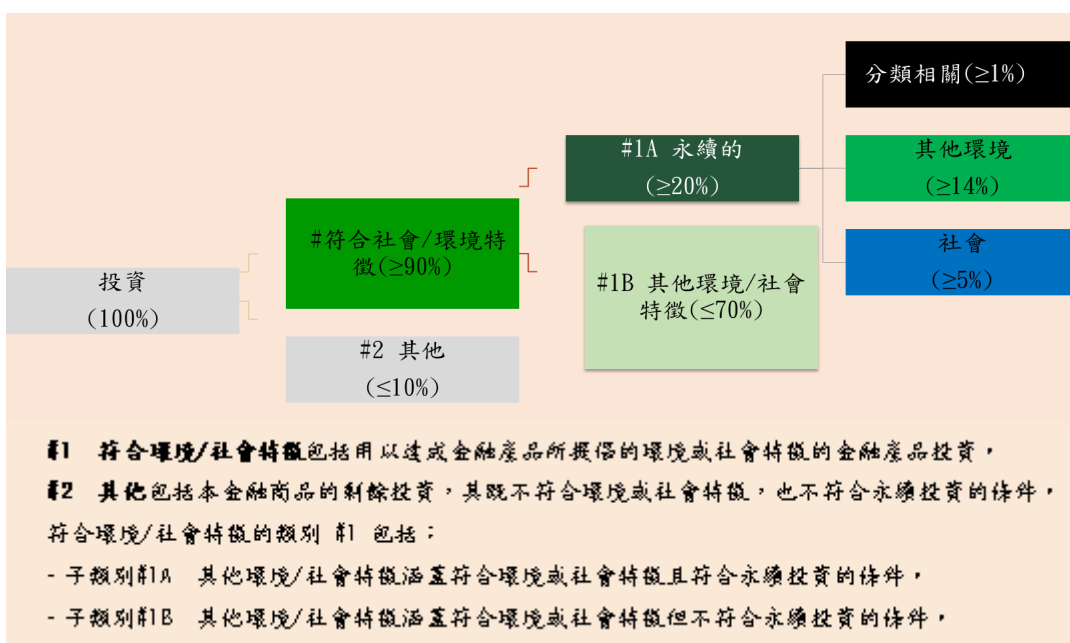 分類相關(≥1%)
#1A 永續的
(≥20%)
其他環境
(≥14%)
#符合社會/環境特
徵(≥90%)
社會
(≥5%)
投資
(100%)
#1B 其他環境/社會
特徵(≤70%)
#2 其他
(≤10%)
#1 符合環境/社會特徵包括用以達成金融產品所提倡的環境或社會特徵的金融產品投資，
#2 其他包括本金融商品的剩餘投資，其既不符合環境或社會特徵，也不符合永續投資的條件，
符合環境/社會特徵的類別 #1 包括：
- 子類別#1A 其他環境/社會特徵涵蓋符合環境或社會特徵且符合永續投資的條件，
- 子類別#1B 其他環境/社會特徵涵蓋符合環境或社會特徵但不符合永續投資的條件，